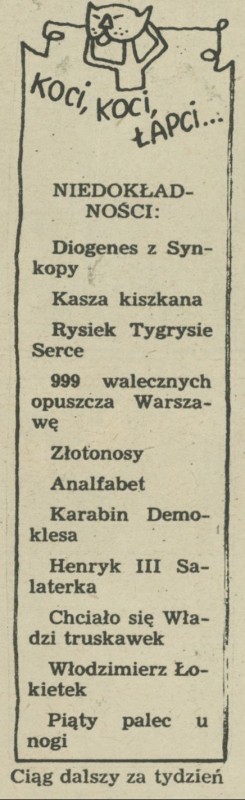 KOCI, KOCI,
ŁAPCI...
NIEDOKŁAD-
NOŚCI:
Diogenes z Syn-
kopy
Kasza kiszkana
Rysiek Tygrysie
Serce
999 walecznych
opuszcza Warsza-
wę
Złotonosy
Analfabet
Karabin Demo-
klesa
Henryk III Sa-
laterka
Chciało się Wła-
dzi truskawek
Włodzimierz Ło-
kietek
Piąty palec u
nogi
Ciąg dalszy za tydzień